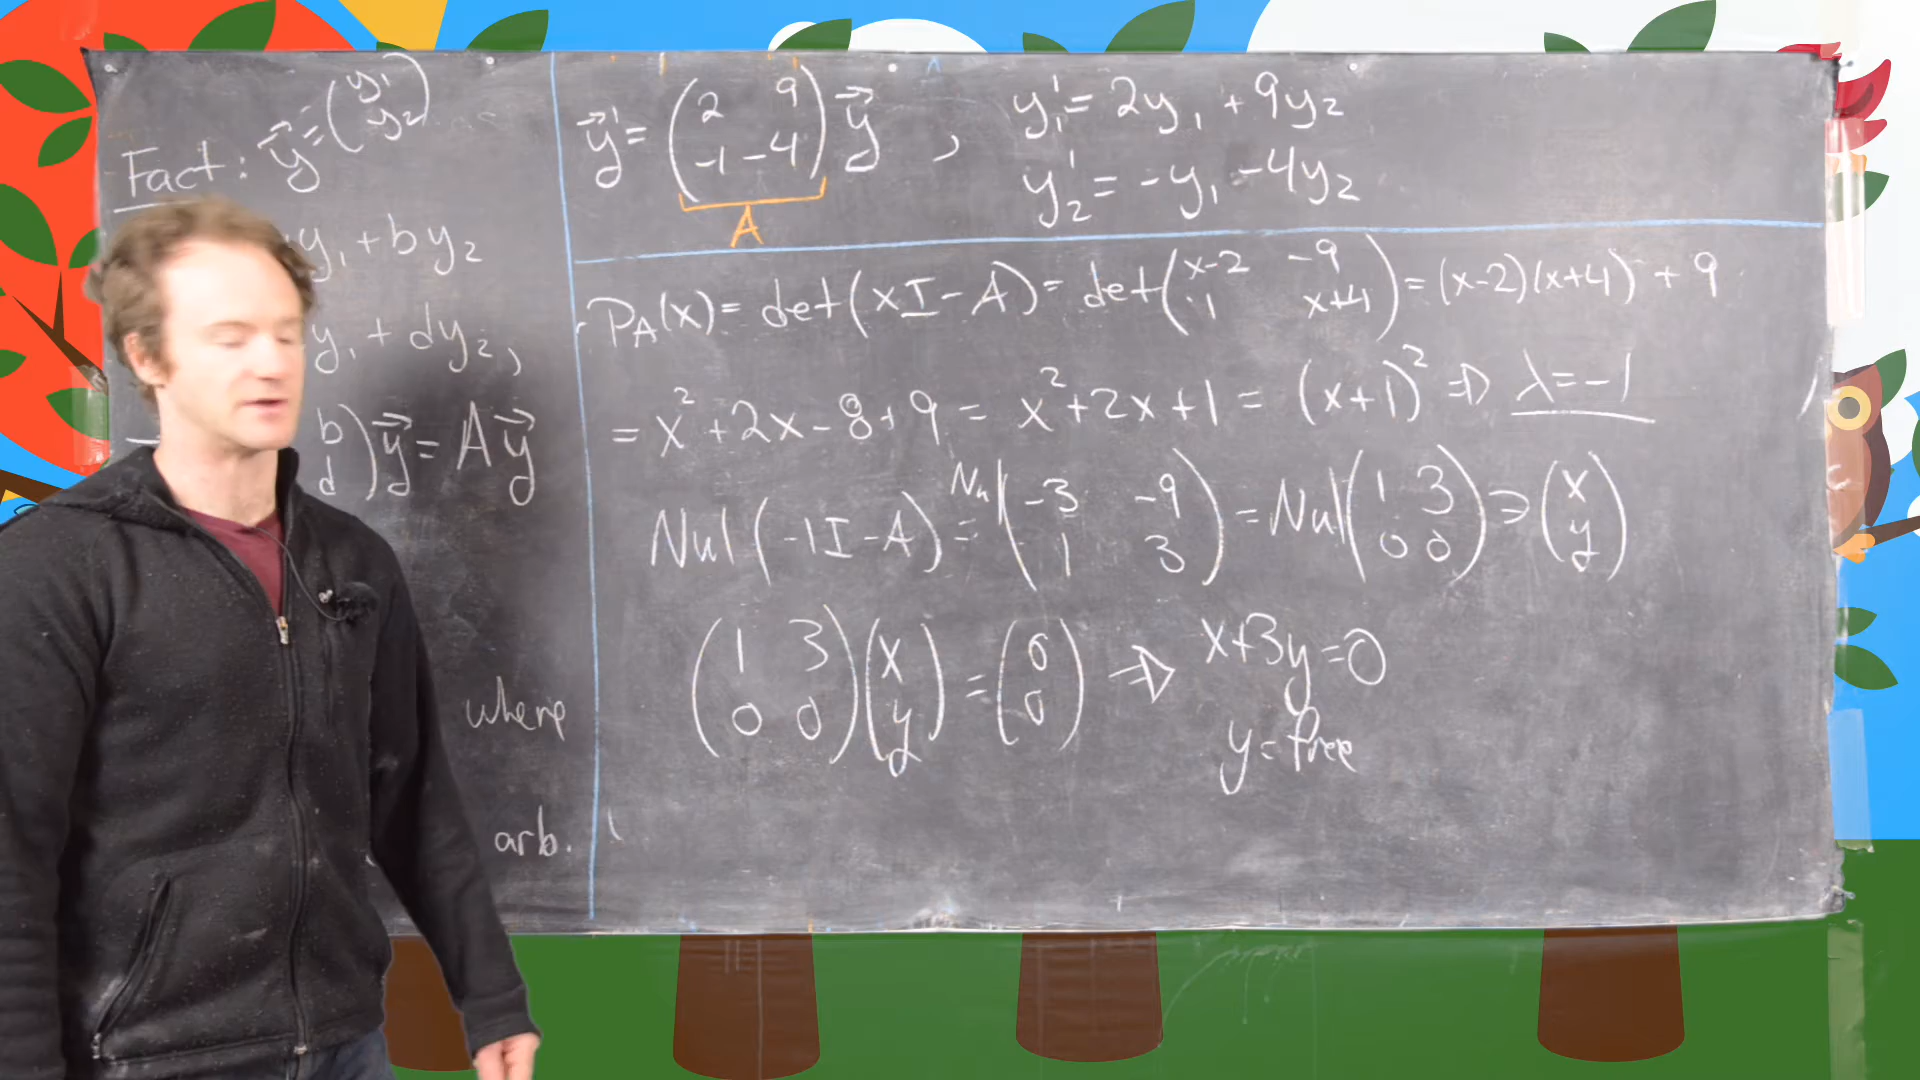 Fact: y⃗ = (y₁ y₂)
y₁ + by₂
y₁ + dy₂,
b
d ) y⃗ = Ay⃗
where
arb.
y⃗' = (2 9 / -1 -4) y⃗ , y₁' = 2y₁ + 9y₂
A y₂' = -y₁ - 4y₂
P_A(x) = det(xI - A) = det(x-2 -9 / 1 x+4) = (x-2)(x+4) + 9
= x² + 2x - 8 + 9 = x² + 2x + 1 = (x+1)² ⇒ λ = -1
Nul(-1I - A) = Nul(-3 -9 / 1 3) = Nul(1 3 / 0 0) ∋ (x / y)
(1 3 / 0 0)(x / y) = (0 / 0) ⇒ x+3y=0
y=free